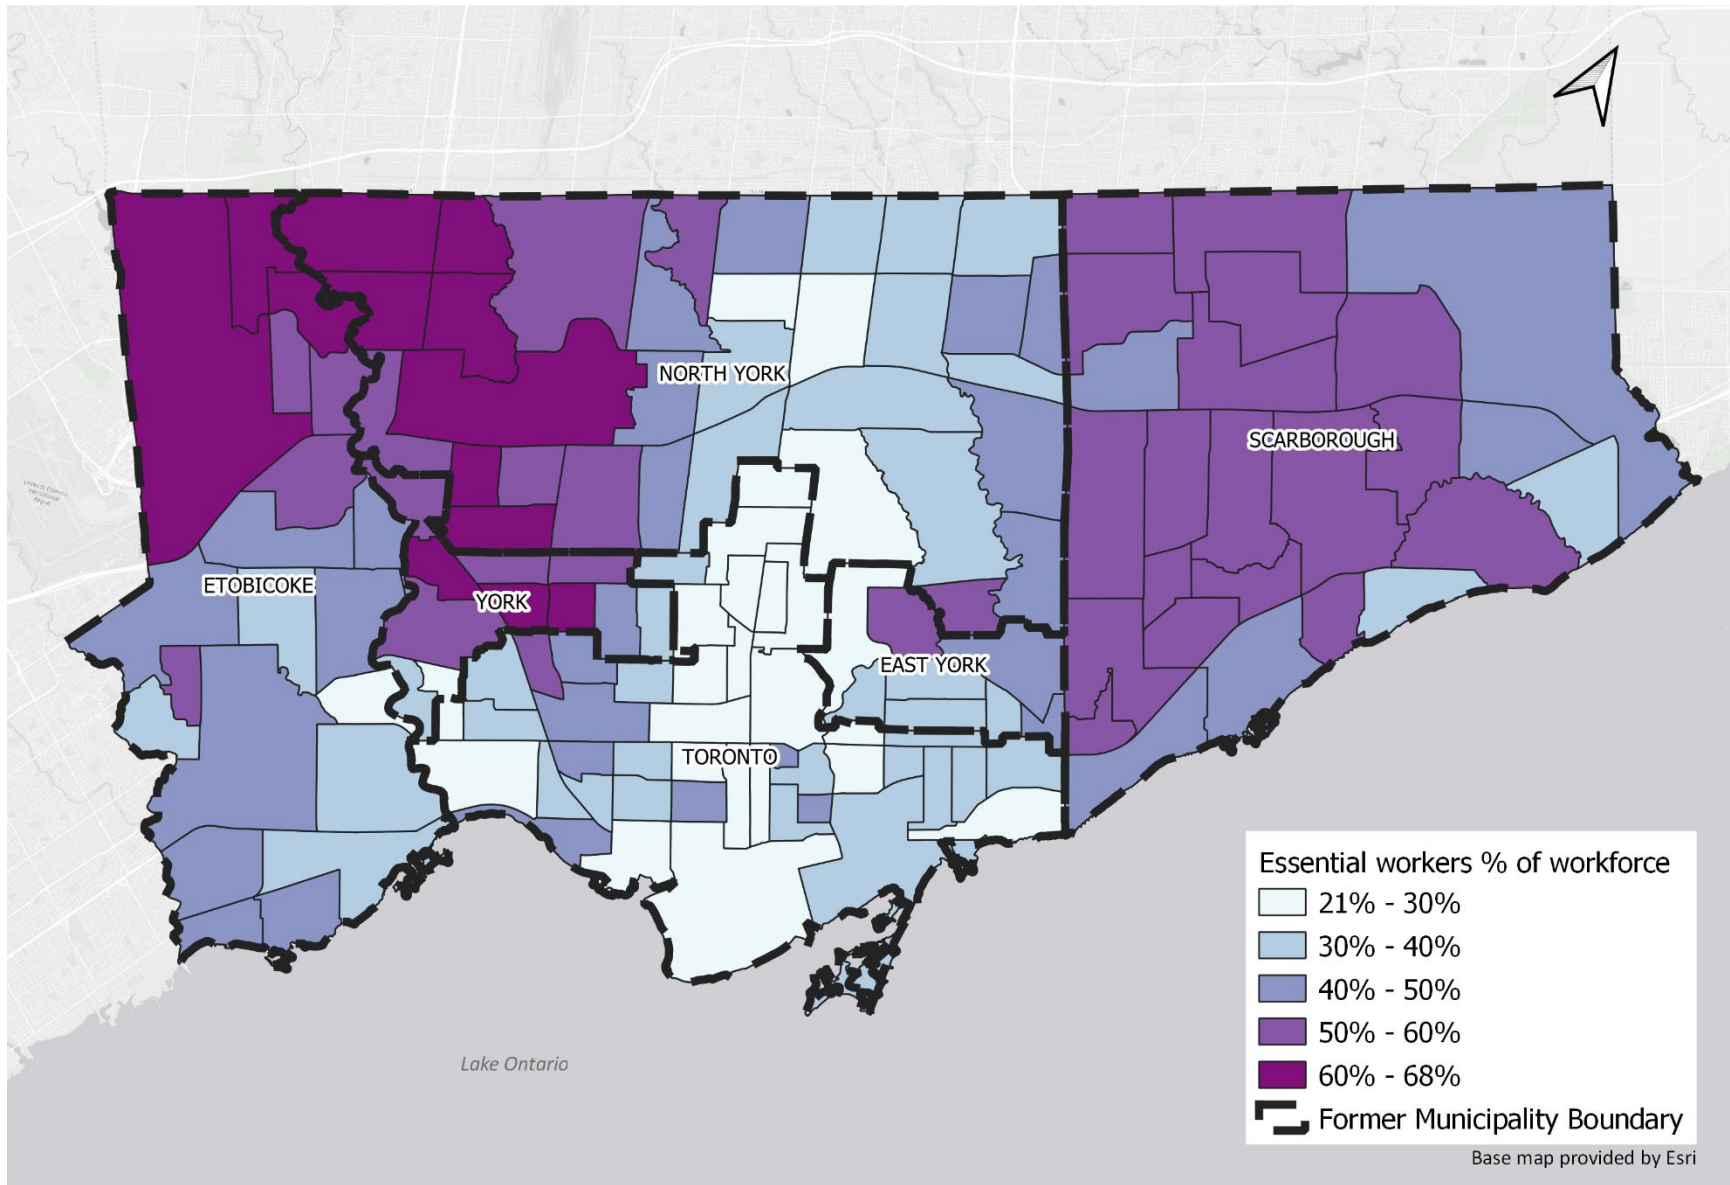 NORTH YORK
SCARBOROUGH
ETOBICOKE
YORK
EAST YORK
TORONTO
Lake Ontario
Essential workers % of workforce
21% - 30%
30% - 40%
40% - 50%
50% - 60%
60% - 68%
Former Municipality Boundary
Base map provided by Esri